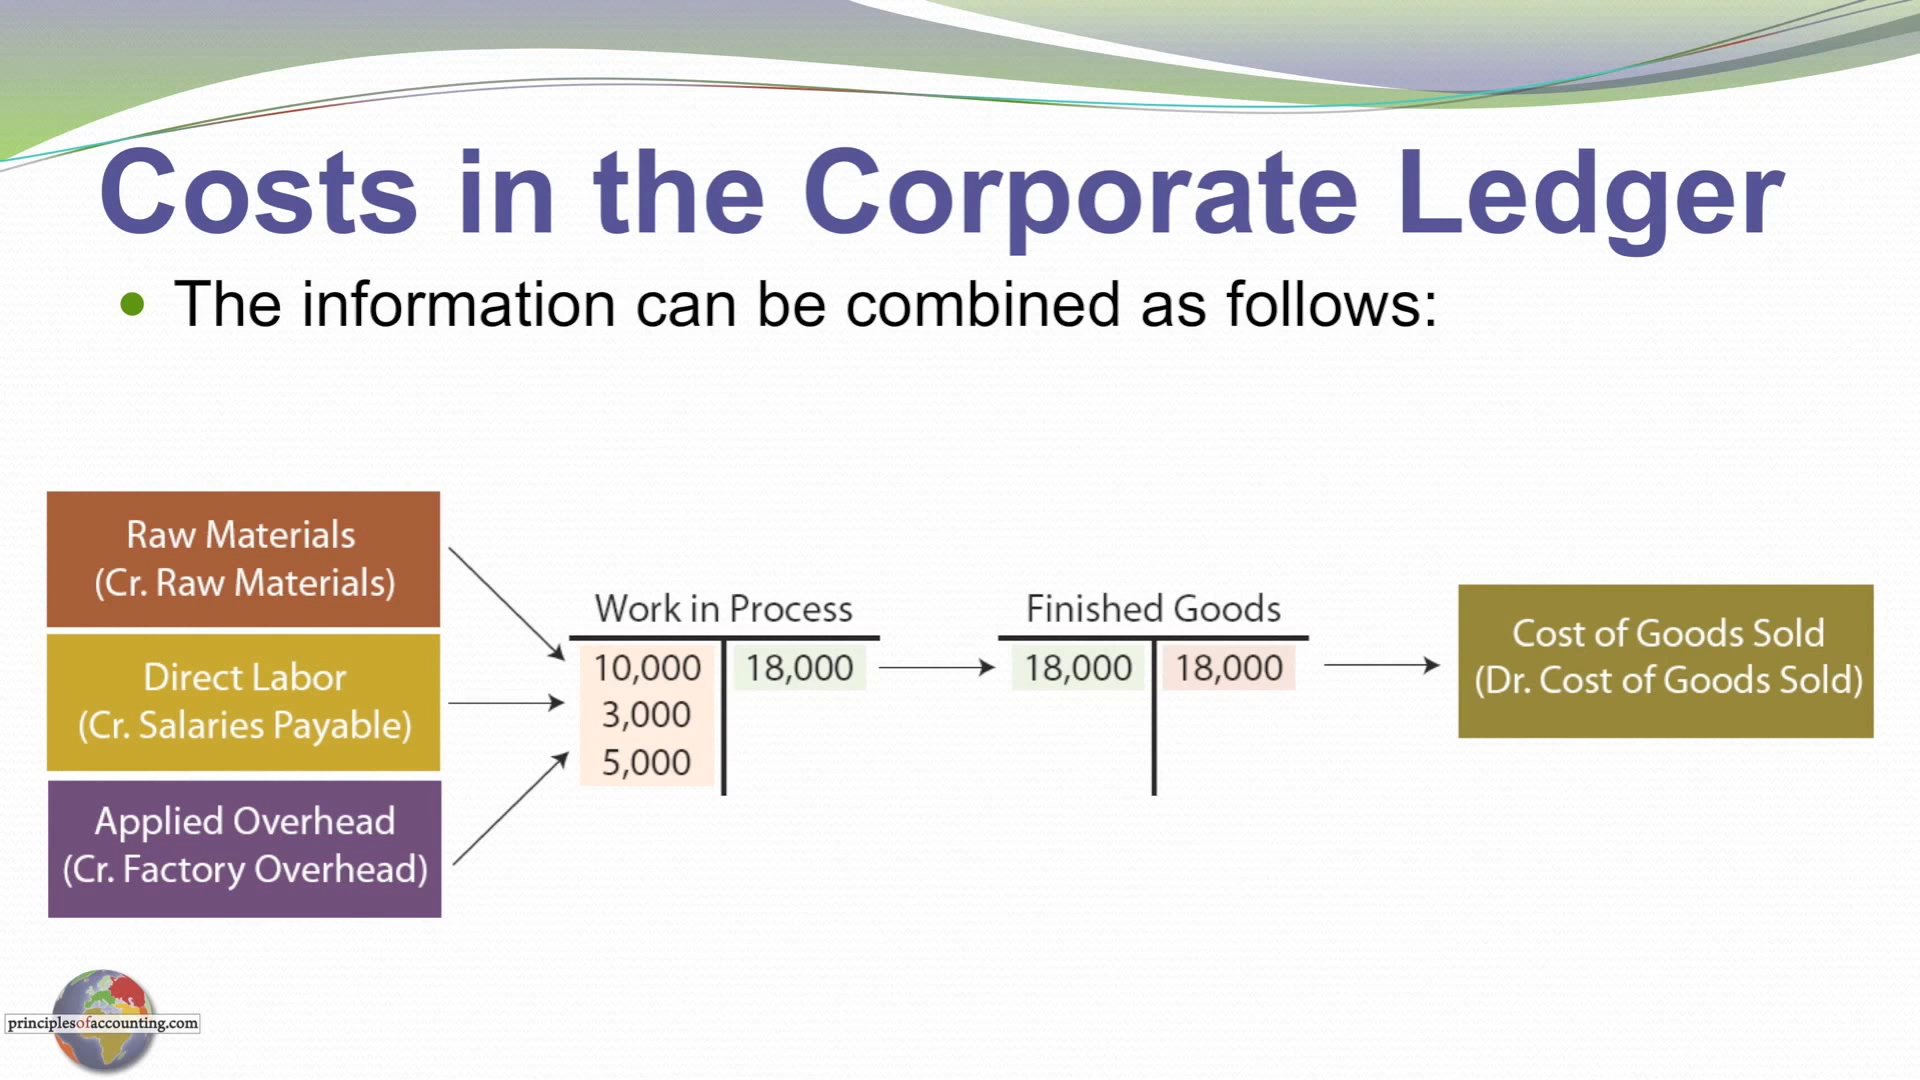 Costs in the Corporate Ledger
• The information can be combined as follows:
Raw Materials
(Cr. Raw Materials)
Direct Labor
(Cr. Salaries Payable)
Applied Overhead
(Cr. Factory Overhead)
Work in Process
10,000 18,000
3,000
5,000
Finished Goods
18,000 18,000
Cost of Goods Sold
(Dr. Cost of Goods Sold)
principlesofaccounting.com